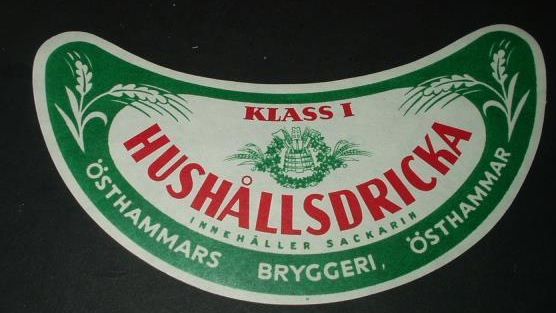 KLASS I
HUSHÅLLSDRICKA
INNEHÅLLER SACKARIN
ÖSTHAMMARS BRYGGERI, ÖSTHAMMAR